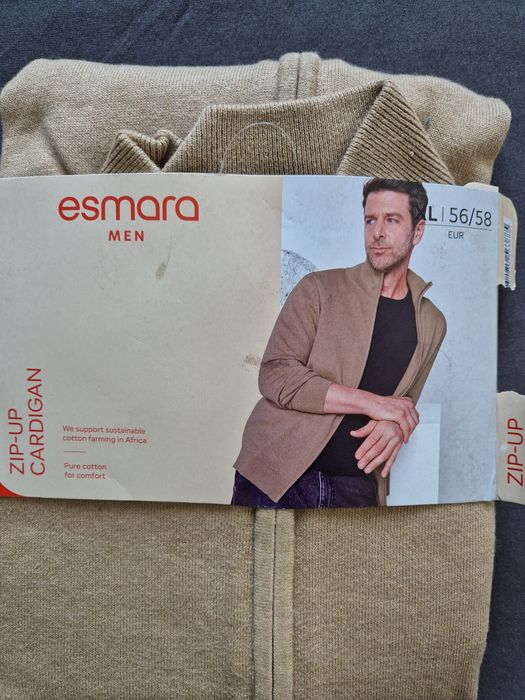 esmara
MEN
L | 56/58
EUR
ZIP-UP
CARDIGAN
We support sustainable
cotton farming in Africa
Pure cotton
for comfort
ZIP-UP